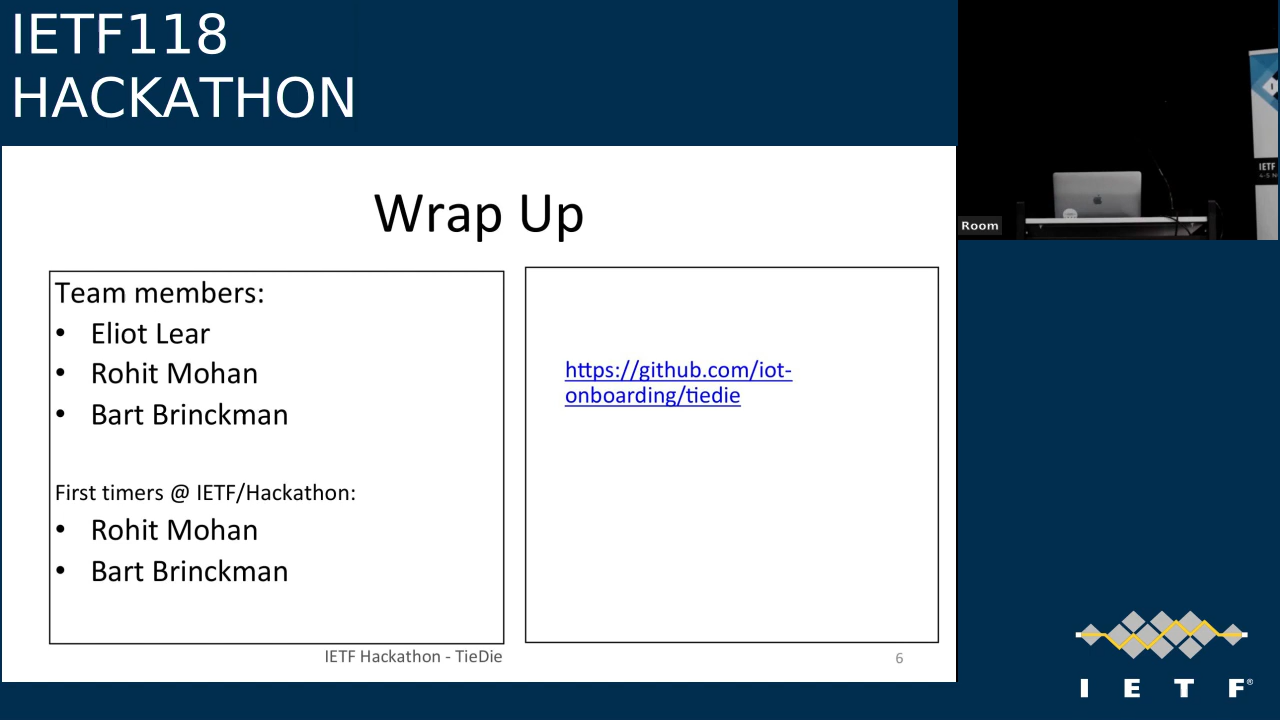 IETF118
HACKATHON
Wrap Up
Team members:
• Eliot Lear
• Rohit Mohan
• Bart Brinckman
First timers @ IETF/Hackathon:
• Rohit Mohan
• Bart Brinckman
https://github.com/iot-
onboarding/tiedie
IETF Hackathon - TieDie
6
Room
IETF
I E T F®